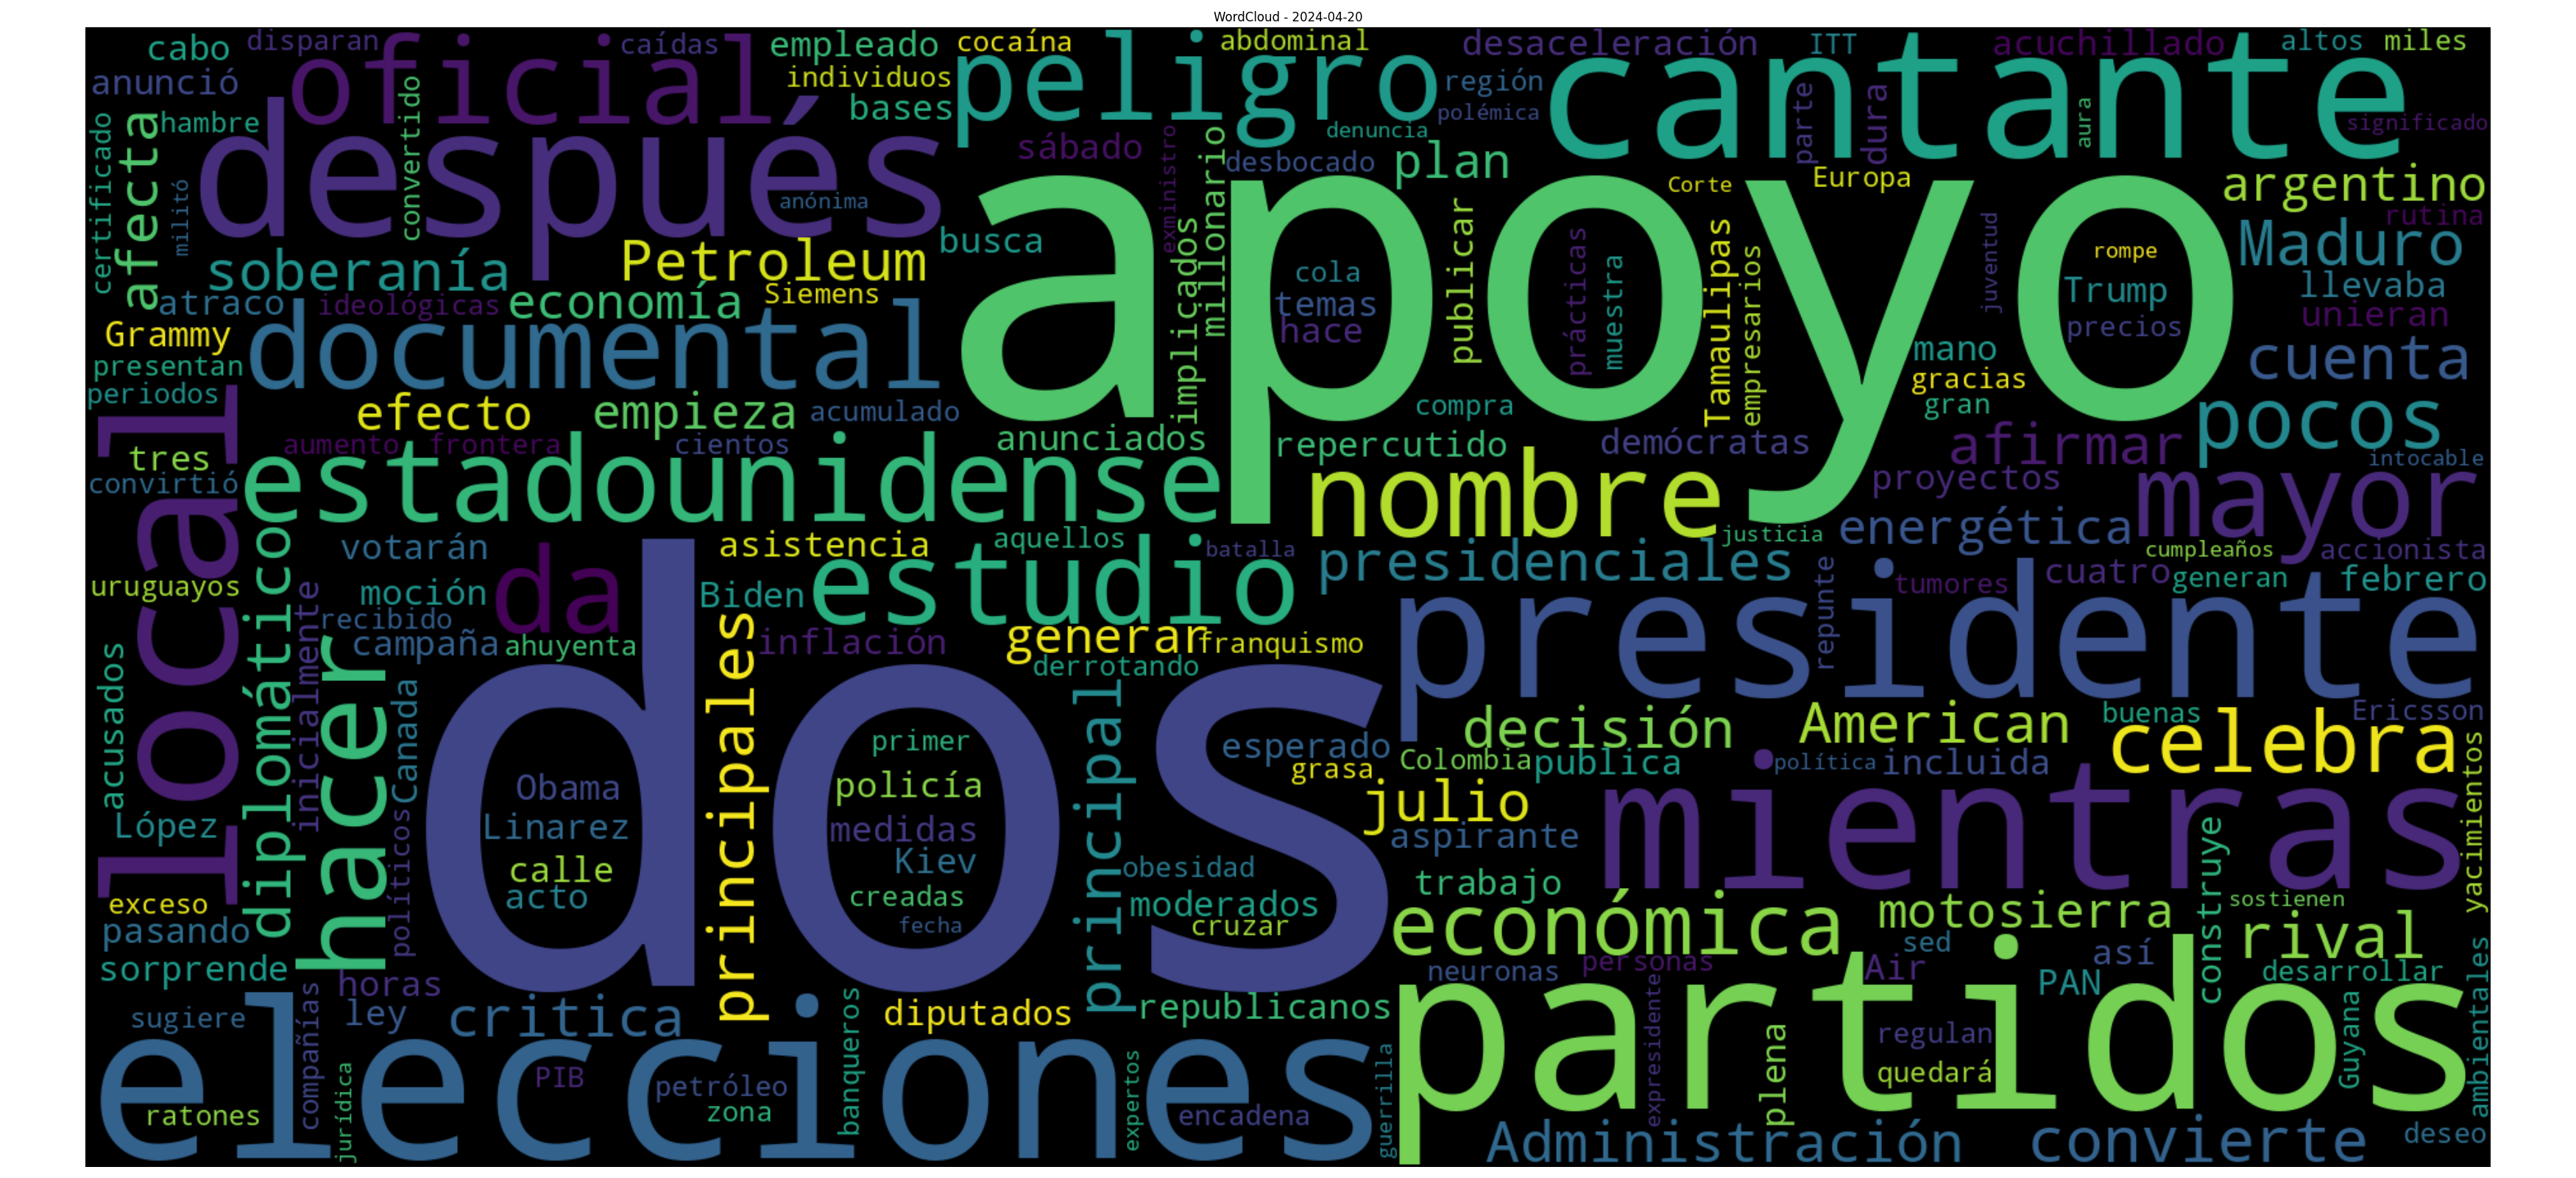 WordCloud - 2024-04-20
cabo
disparan
oficial
caídas
empleado
cocaína
peligro
abdominal
desaceleración
ITT
acuchillado
altos
miles
anunció
individuos
bases
región
polémica
cantante
significado
certificado
afecta
hambre
convertido
después
anónima
militó
sábado
exministro
millonario
denuncia
desbocado
plan
parte
dura
aura
Corte
Europa
argentino
rutina
soberanía
Petroleum
busca
implicados
apoyo
publicar
prácticas
muestra
Tamaulipas
empresarios
juventud
rompe
Maduro
atraco
ideológicas
economía
Siemens
cola
temas
hace
Trump
precios
llevaba
unieran
Grammy
documental
presentan
periodos
mano
gracias
gran
cuenta
efecto
empieza
acumulado
compra
pocos
local
tres
aumento
frontera
cientos
anunciados
repercutido
demócratas
afirmar
intocable
convirtió
estadounidense
nombre
proyectos
mayor
diplomático
votarán
asistencia
aquellos
batalla
justicia
energética
cumpleaños
accionista
uruguayos
moción
da
Biden
estudio
presidenciales
repunte
tumores
cuatro
generan
febrero
inicialmente
recibido
campaña
ahuyenta
principales
inflación
generar
franquismo
derrotando
presidente
acusados
hacer
Canadá
políticos
dos
principal
decisión
American
buenas
Ericsson
primer
esperado
grasa
Colombia
publica
política
incluida
celebra
yacimientos
Obama
policía
julio
López
Linarez
medidas
aspirante
mientras
calle
Kiev
obesidad
trabajo
construye
exceso
acto
creadas
moderados
económica
motosierra
sostienen
pasando
fecha
cruzar
sed
así
rival
sorprende
horas
neuronas
personas
Air
PAN
desarrollar
sugiere
compañías
ley
critica
banqueros
diputados
republicanos
partidos
expresidente
plena
regulan
Guyana
ambientales
elecciones
jurídica
PIB
petróleo
zona
expertos
encadena
guerrilla
quedará
ratones
Administración
convierte
deseo